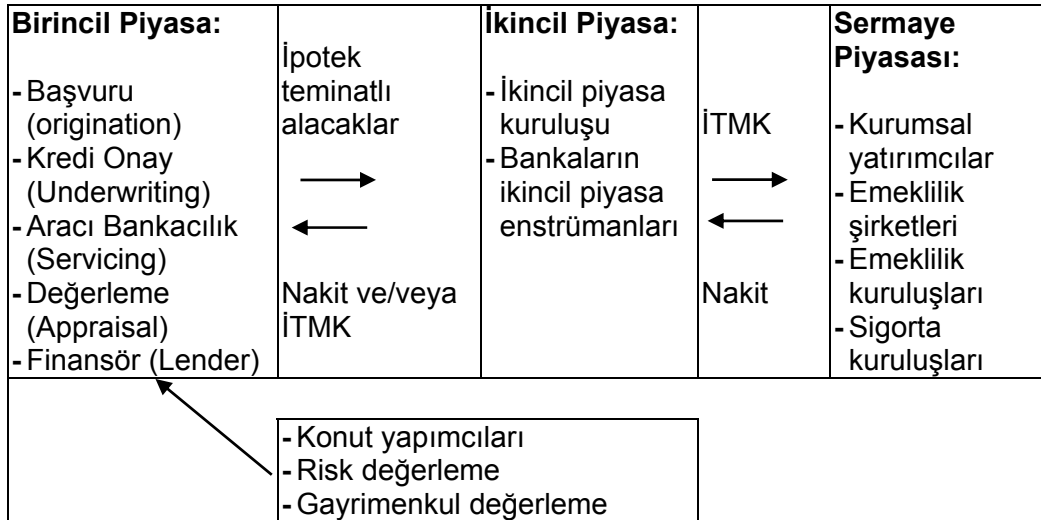 Birincil Piyasa:
- Başvuru
(origination)
- Kredi Onay
(Underwriting)
- Aracı Bankacılık
(Servicing)
- Değerleme
(Appraisal)
- Finansör (Lender)
İpotek
teminatlı
alacaklar
Nakit ve/veya
İTMK
İkincil Piyasa:
- İkincil piyasa
kuruluşu
- Bankaların
ikincil piyasa
enstrümanları
İTMK
Nakit
Sermaye
Piyasası:
- Kurumsal
yatırımcılar
- Emeklilik
şirketleri
- Emeklilik
kuruluşları
- Sigorta
kuruluşları
- Konut yapımcıları
- Risk değerleme
- Gayrimenkul değerleme